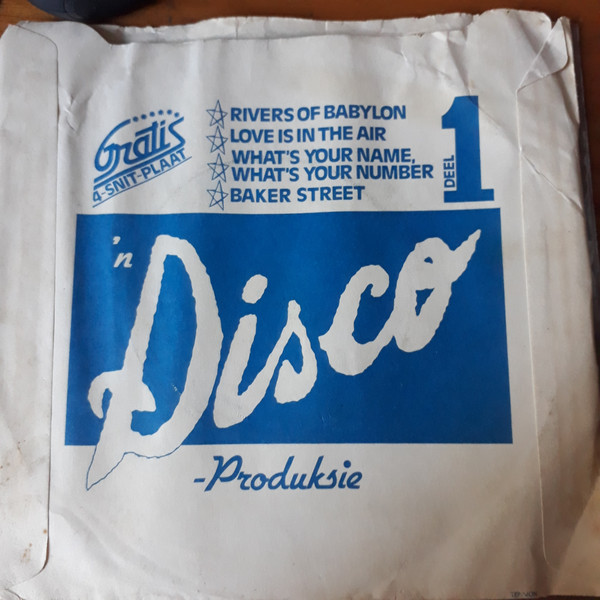 Gratis
4-SNIT-PLAAT
RIVERS OF BABYLON
LOVE IS IN THE AIR
WHAT'S YOUR NAME,
WHAT'S YOUR NUMBER
BAKER STREET
DEEL 1
'n
Disco
-Produksie